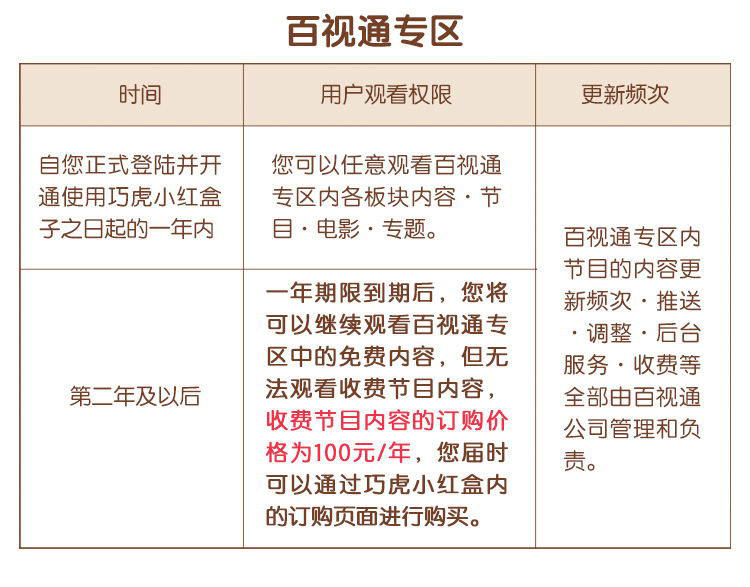 百视通专区
时间
用户观看权限
更新频次
自您正式登陆并开
通使用巧虎小红盒
子之日起的一年内
您可以任意观看百视通
专区内各板块内容·节
目·电影·专题。
百视通专区内
节目的内容更
新频次·推送
·调整·后台
服务·收费等
全部由百视通
公司管理和负
责。
第二年及以后
一年期限到期后，您将
可以继续观看百视通专
区中的免费内容，但无
法观看收费节目内容，
收费节目内容的订购价
格为100元/年，您届时
可以通过巧虎小红盒内
的订购页面进行购买。